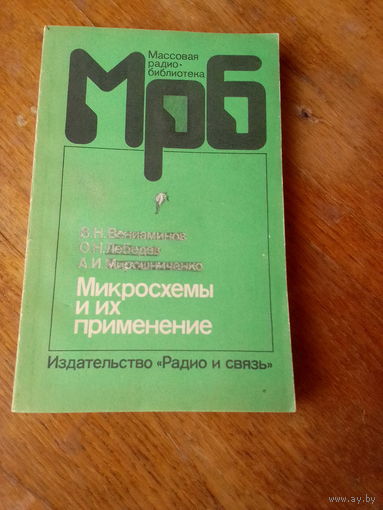 Массовая
радио-
библиотека
Мрб
В.Н. Вениаминов
О.Н. Лебедев
А.И. Мирошниченко
Микросхемы
и их
применение
Издательство «Радио и связь»
www.ay.by